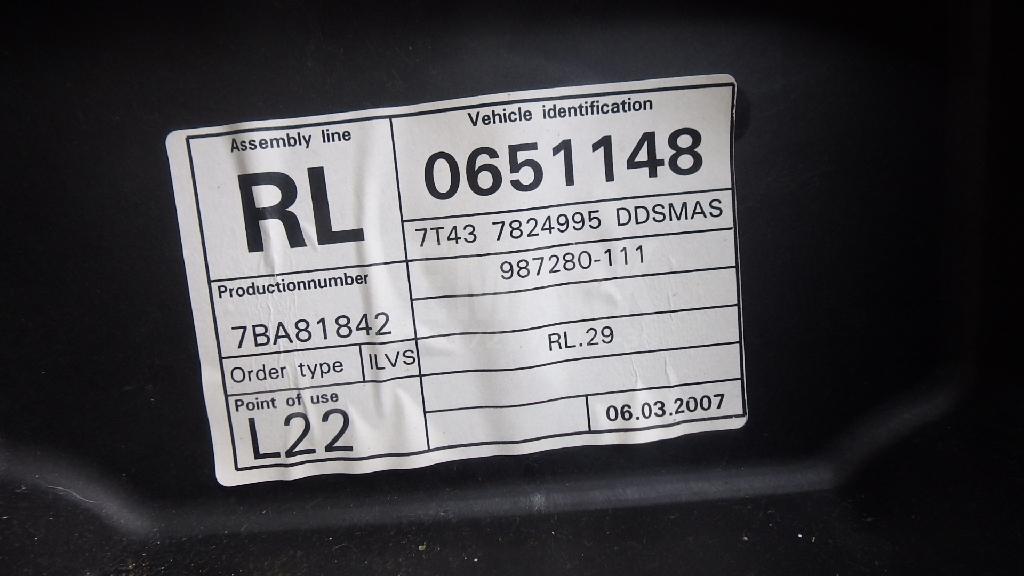 Assembly line
RL
Vehicle identification
0651148
7T43 7824995 DDSMAS
987280-111
Productionnumber
7BA81842
RL.29
Order type ILVS
Point of use
L22
06.03.2007